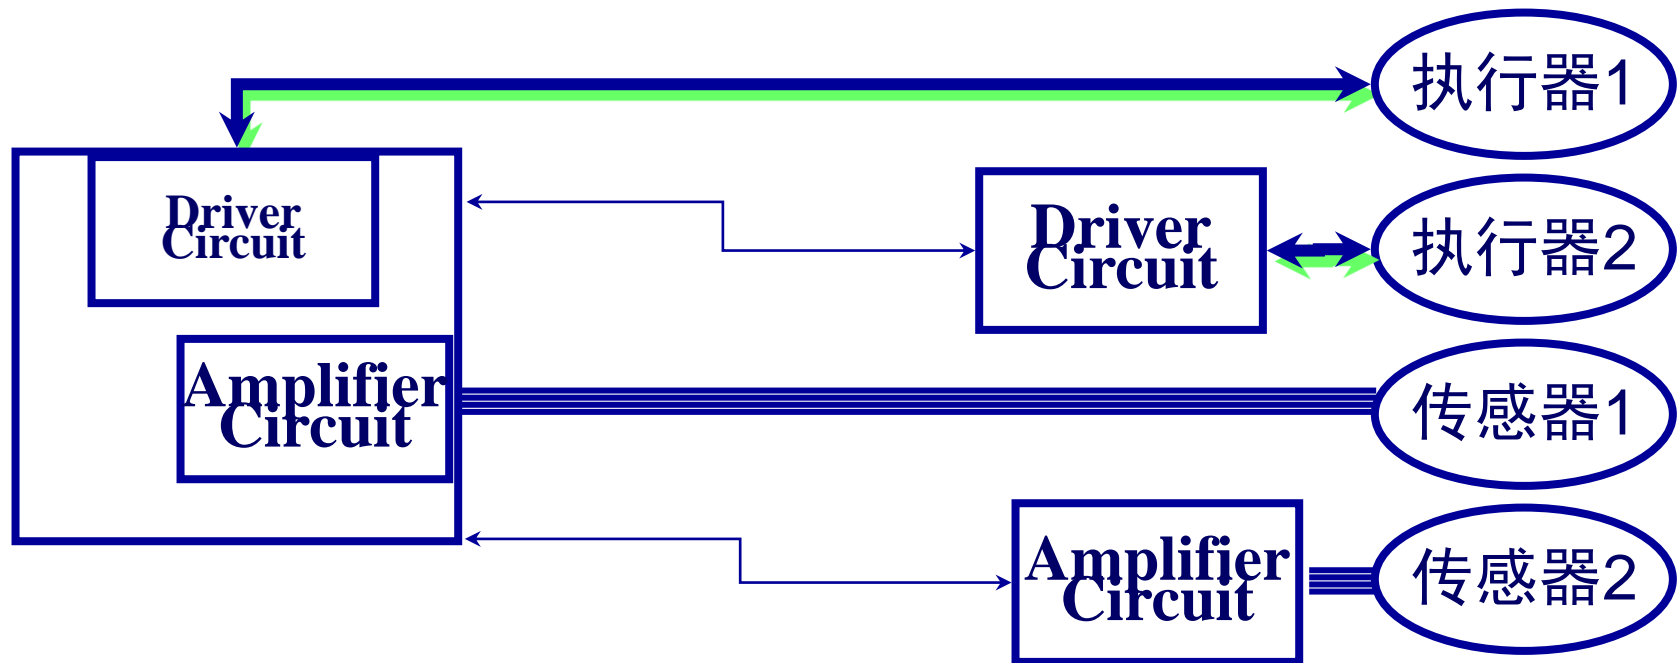 执行器1
Driver
Circuit
Driver
Circuit
执行器2
Amplifier
Circuit
传感器1
Amplifier
Circuit
传感器2